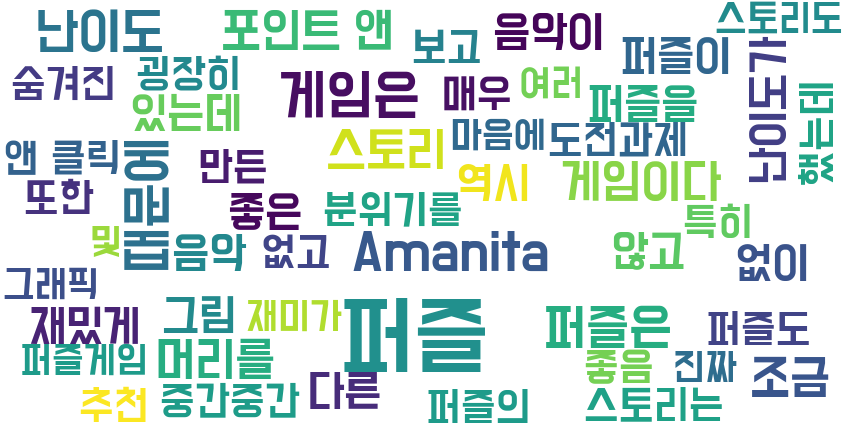 난이도 포인트 앤 보고 음악이 스토리도
숨겨진 굉장히 게임은 매우 여러 퍼즐이 난이도가
있는데 퍼즐을 했는데
앤 클릭 스토리 마음에 도전과제
또한 만든 역시 게임이다
좋은 분위기를 특히
및 음악 없고 Amanita 않고 없이
그래픽
재밌게 그림 재미가 퍼즐 퍼즐은 퍼즐도
퍼즐게임 머리를 좋음 진짜 조금
추천 중간중간 다른 퍼즐의 스토리는